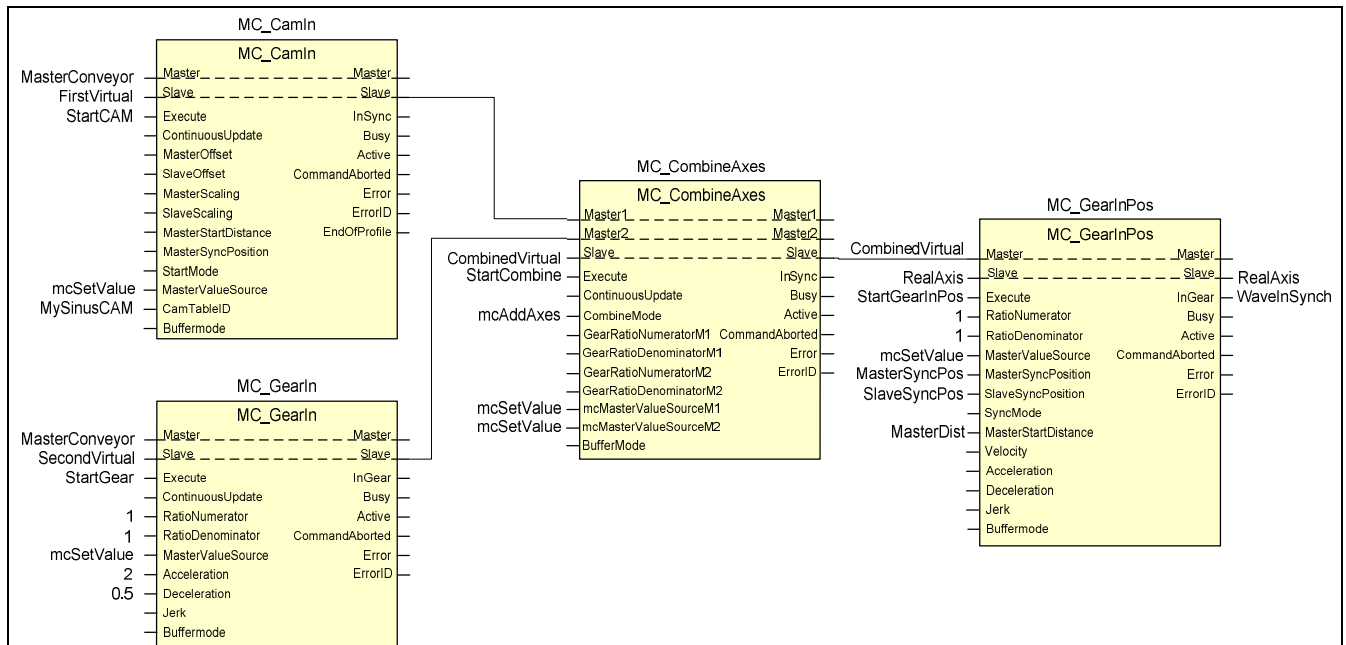 MC_CamIn
MC_CamIn
MasterConveyor Master Master
FirstVirtual Slave Slave
StartCAM Execute InSync
ContinuousUpdate Busy
MasterOffset Active
SlaveOffset CommandAborted
MasterScaling Error
SlaveScaling ErrorID
MasterStartDistance EndOfProfile
MasterSyncPosition
StartMode
mcSetValue MasterValueSource
MySinusCAM CamTableID
Buffermode
MC_GearIn
MC_GearIn
MasterConveyor Master Master
SecondVirtual Slave Slave
StartGear Execute InGear
ContinuousUpdate Busy
1 RatioNumerator Active
1 RatioDenominator CommandAborted
mcSetValue MasterValueSource Error
2 Acceleration ErrorID
0.5 Deceleration
Jerk
Buffermode
MC_CombineAxes
MC_CombineAxes
Master1 Master1
Master2 Master2
CombinedVirtual Slave Slave
StartCombine Execute InSync
ContinuousUpdate Busy
mcAddAxes CombineMode Active
GearRatioNumeratorM1 CommandAborted
GearRatioDenominatorM1 Error
GearRatioNumeratorM2 ErrorID
GearRatioDenominatorM2
mcSetValue mcMasterValueSourceM1
mcSetValue mcMasterValueSourceM2
BufferMode
MC_GearInPos
MC_GearInPos
CombinedVirtual Master Master
RealAxis Slave Slave RealAxis
StartGearInPos Execute InGear WaveInSynch
1 RatioNumerator Busy
1 RatioDenominator Active
mcSetValue MasterValueSource CommandAborted
MasterSyncPos MasterSyncPosition Error
SlaveSyncPos SlaveSyncPosition ErrorID
SyncMode
MasterDist MasterStartDistance
Velocity
Acceleration
Deceleration
Jerk
Buffermode